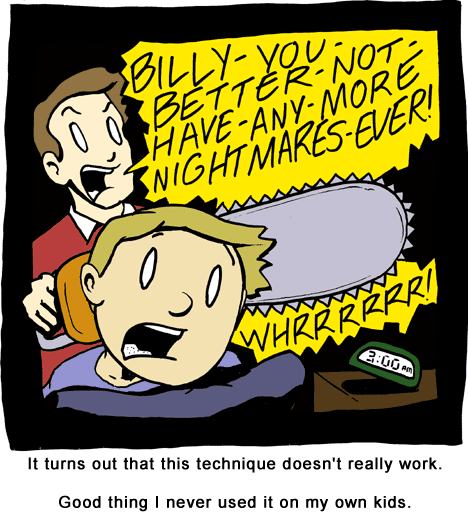 BILLY-YOU-
BETTER-NOT-
HAVE-ANY-MORE
NIGHTMARES-EVER!
WHRRRRRR!
3:00 AM
It turns out that this technique doesn't really work.
Good thing I never used it on my own kids.